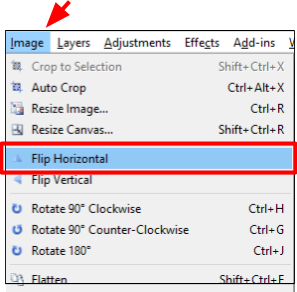 Image Layers Adjustments Effects Add-ins
Crop to Selection Shift+Ctrl+X
Auto Crop Ctrl+Alt+X
Resize Image... Ctrl+R
Resize Canvas... Shift+Ctrl+R
Flip Horizontal
Flip Vertical
Rotate 90° Clockwise Ctrl+H
Rotate 90° Counter-Clockwise Ctrl+G
Rotate 180° Ctrl+J
Flatten Shift+Ctrl+F